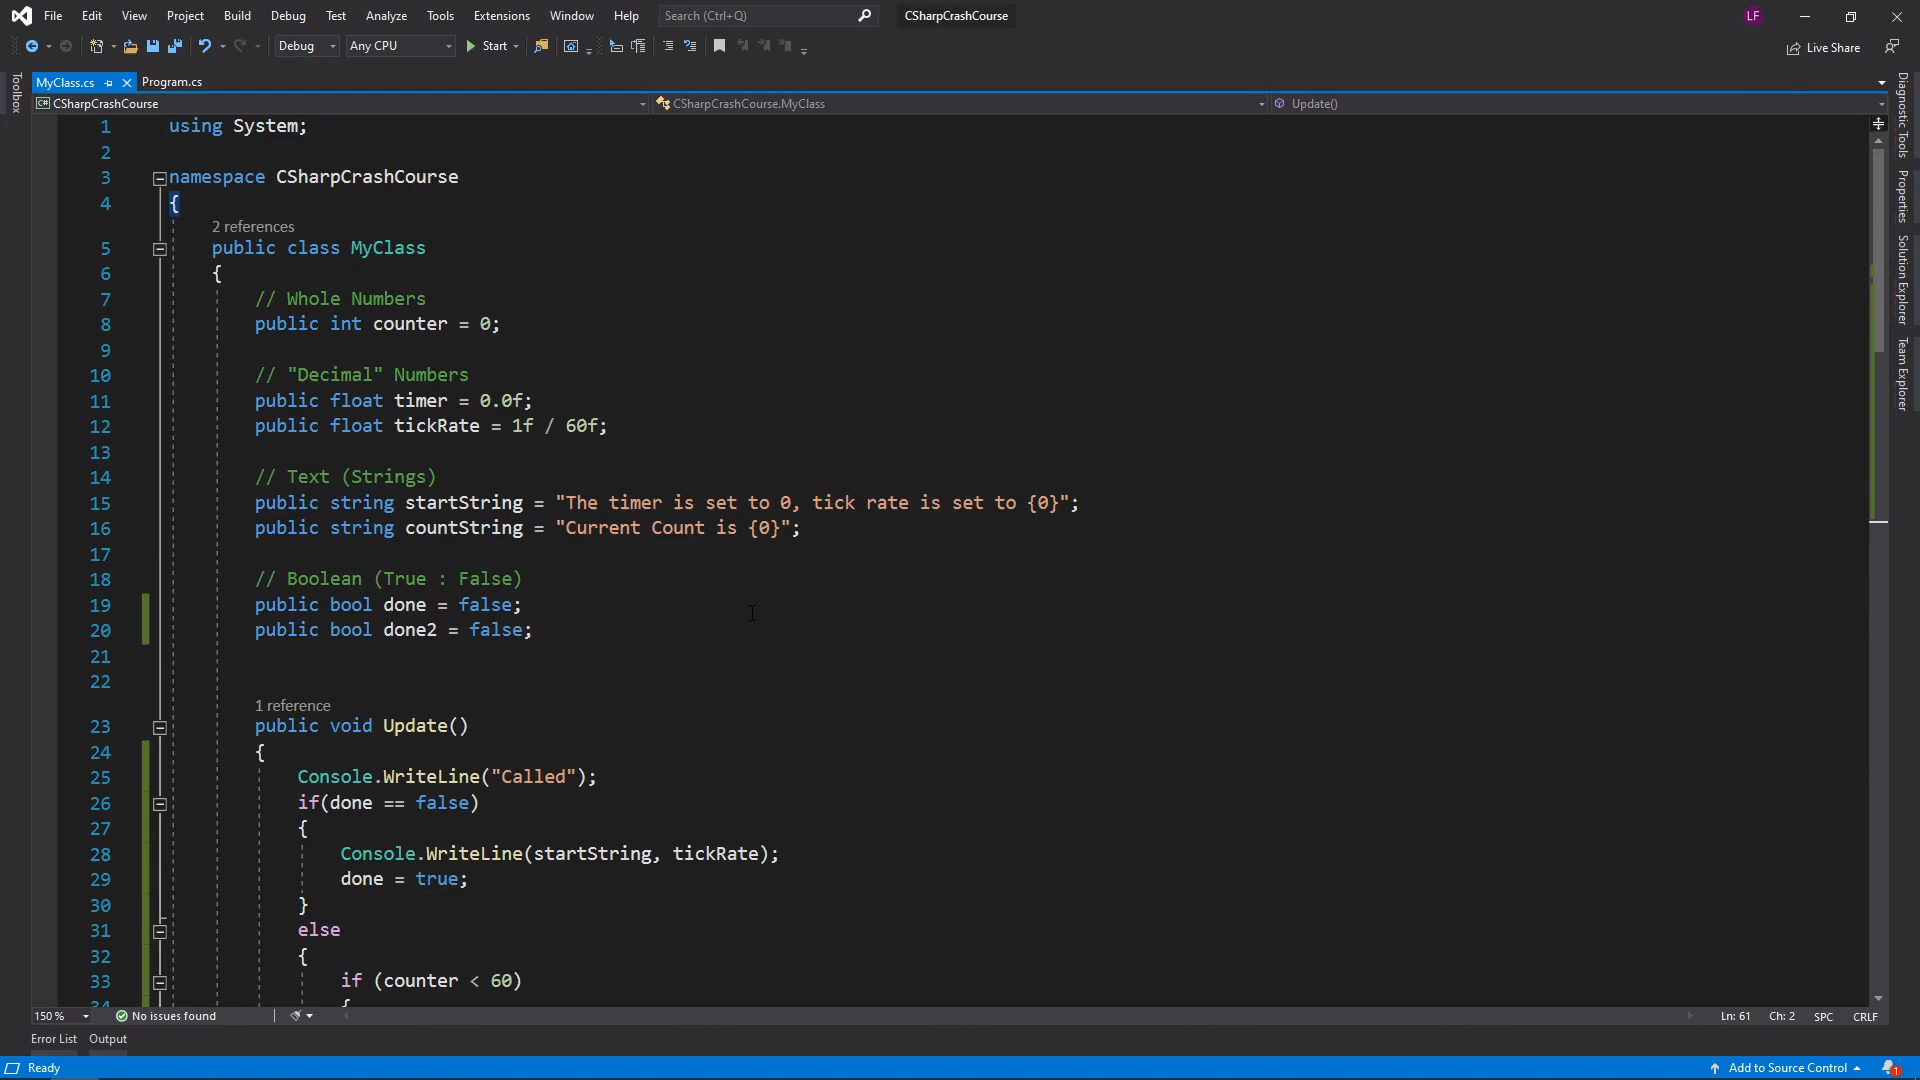 File Edit View Project Build Debug Test Analyze Tools Extensions Window Help Search (Ctrl+Q) CSharpCrashCourse LF
Debug Any CPU Start Live Share
MyClass.cs Program.cs
C# CSharpCrashCourse CSharpCrashCourse.MyClass Update()
Toolbox
Diagnostic Tools
Properties
Solution Explorer
Team Explorer
1 using System;
2
3 namespace CSharpCrashCourse
4 {
2 references
5 public class MyClass
6 {
7 // Whole Numbers
8 public int counter = 0;
9
10 // "Decimal" Numbers
11 public float timer = 0.0f;
12 public float tickRate = 1f / 60f;
13
14 // Text (Strings)
15 public string startString = "The timer is set to 0, tick rate is set to {0}";
16 public string countString = "Current Count is {0}";
17
18 // Boolean (True : False)
19 public bool done = false;
20 public bool done2 = false;
21
22
1 reference
23 public void Update()
24 {
25 Console.WriteLine("Called");
26 if(done == false)
27 {
28 Console.WriteLine(startString, tickRate);
29 done = true;
30 }
31 else
32 {
33 if (counter < 60)
34 {
150 % No issues found Ln: 61 Ch: 2 SPC CRLF
Error List Output
Ready Add to Source Control 1